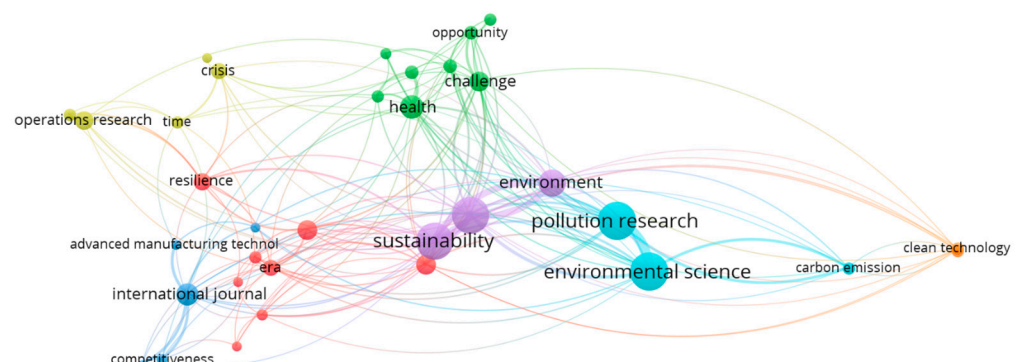 opportunity
crisis
challenge
health
operations research
time
resilience
environment
pollution research
sustainability
advanced manufacturing technol
clean technology
era
carbon emission
environmental science
international journal
competitiveness